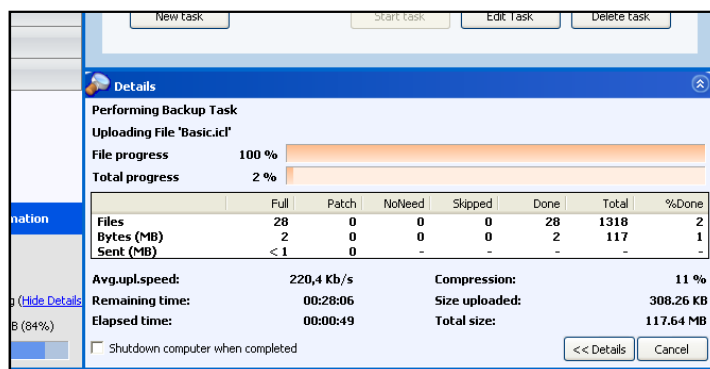 New task Start task Edit Task Delete task
Details
Performing Backup Task
Uploading File 'Basic.icl'
File progress 100 %
Total progress 2 %
Full Patch NoNeed Skipped Done Total %Done
mation
Files 28 0 0 0 28 1318 2
Bytes (MB) 2 0 0 0 2 117 1
Sent (MB) < 1 0 - - - - -
Avg.upl.speed: 220,4 Kb/s Compression: 11 %
g (Hide Details Remaining time: 00:28:06 Size uploaded: 308.26 KB
B (84%) Elapsed time: 00:00:49 Total size: 117.64 MB
Shutdown computer when completed << Details Cancel